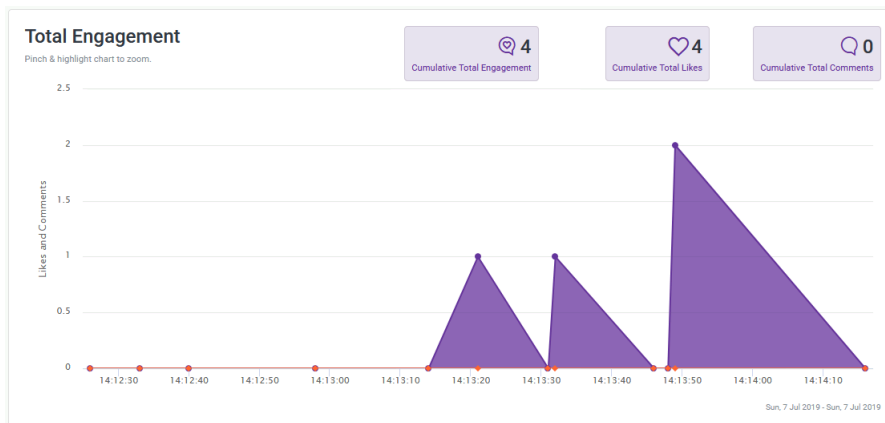 Total Engagement
Pinch & highlight chart to zoom.
4
Cumulative Total Engagement
4
Cumulative Total Likes
0
Cumulative Total Comments
Likes and Comments
2.5
2
1.5
1
0.5
0
14:12:30 14:12:40 14:12:50 14:13:00 14:13:10 14:13:20 14:13:30 14:13:40 14:13:50 14:14:00 14:14:10
Sun, 7 Jul 2019 - Sun, 7 Jul 2019